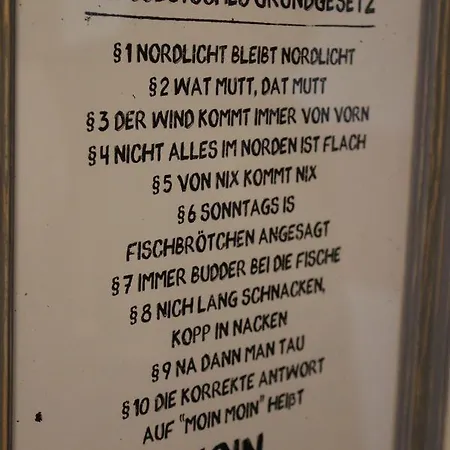 GRUNDGESETZ
§1 NORDLICHT BLEIBT NORDLICHT
§2 WAT MUTT, DAT MUTT
§3 DER WIND KOMMT IMMER VON VORN
§4 NICHT ALLES IM NORDEN IST FLACH
§5 VON NIX KOMMT NIX
§6 SONNTAGS IS
FISCHBRÖTCHEN ANGESAGT
§7 IMMER BUDDER BEI DIE FISCHE
§8 NICH LANG SCHNACKEN,
KOPP IN NACKEN
§9 NA DANN MAN TAU
§10 DIE KORREKTE ANTWORT
AUF "MOIN MOIN" HEIẞT